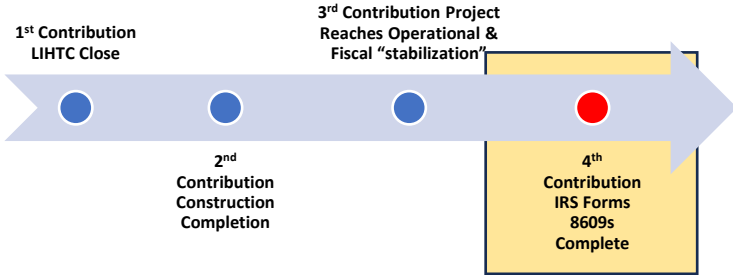 1st Contribution
LIHTC Close
2nd
Contribution
Construction
Completion
3rd Contribution Project
Reaches Operational &
Fiscal “stabilization”
4th
Contribution
IRS Forms
8609s
Complete